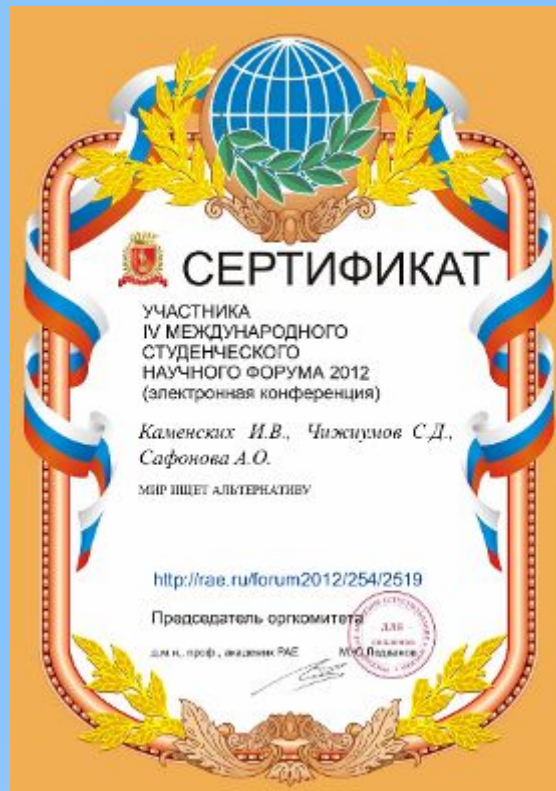 СЕРТИФИКАТ
УЧАСТНИКА
IV МЕЖДУНАРОДНОГО
СТУДЕНЧЕСКОГО
НАУЧНОГО ФОРУМА 2012
(электронная конференция)
Каменских И.В., Чижиумов С.Д.,
Сафонова А.О.
МИР ИЩЕТ АЛЬТЕРНАТИВУ
http://rae.ru/forum2012/254/2519
Председатель оргкомитета
д.м.н., проф., академик РАЕ
для